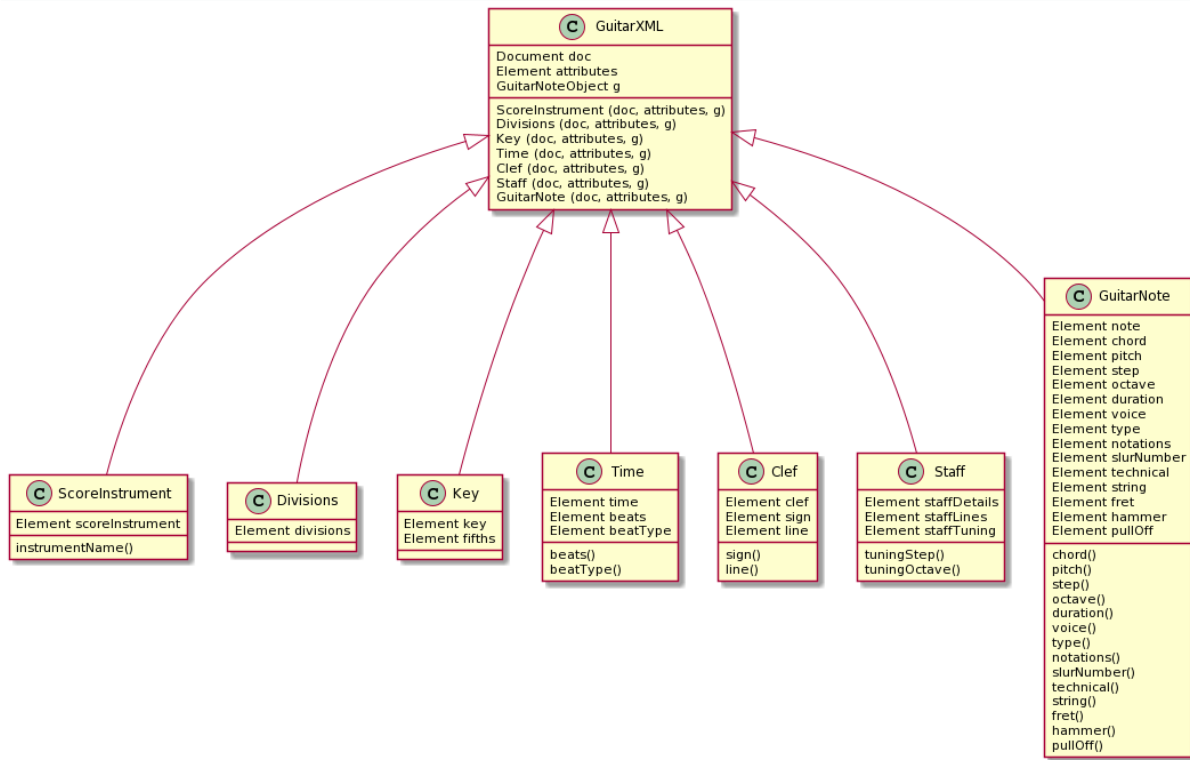 C GuitarXML
Document doc
Element attributes
GuitarNoteObject g
ScoreInstrument (doc, attributes, g)
Divisions (doc, attributes, g)
Key (doc, attributes, g)
Time (doc, attributes, g)
Clef (doc, attributes, g)
Staff (doc, attributes, g)
GuitarNote (doc, attributes, g)
C ScoreInstrument
Element scoreInstrument
instrumentName()
C Divisions
Element divisions
C Key
Element key
Element fifths
C Time
Element time
Element beats
Element beatType
beats()
beatType()
C Clef
Element clef
Element sign
Element line
sign()
line()
C Staff
Element staffDetails
Element staffLines
Element staffTuning
tuningStep()
tuningOctave()
C GuitarNote
Element note
Element chord
Element pitch
Element step
Element octave
Element duration
Element voice
Element type
Element notations
Element slurNumber
Element technical
Element string
Element fret
Element hammer
Element pullOff
chord()
pitch()
step()
octave()
duration()
voice()
type()
notations()
slurNumber()
technical()
string()
fret()
hammer()
pullOff()